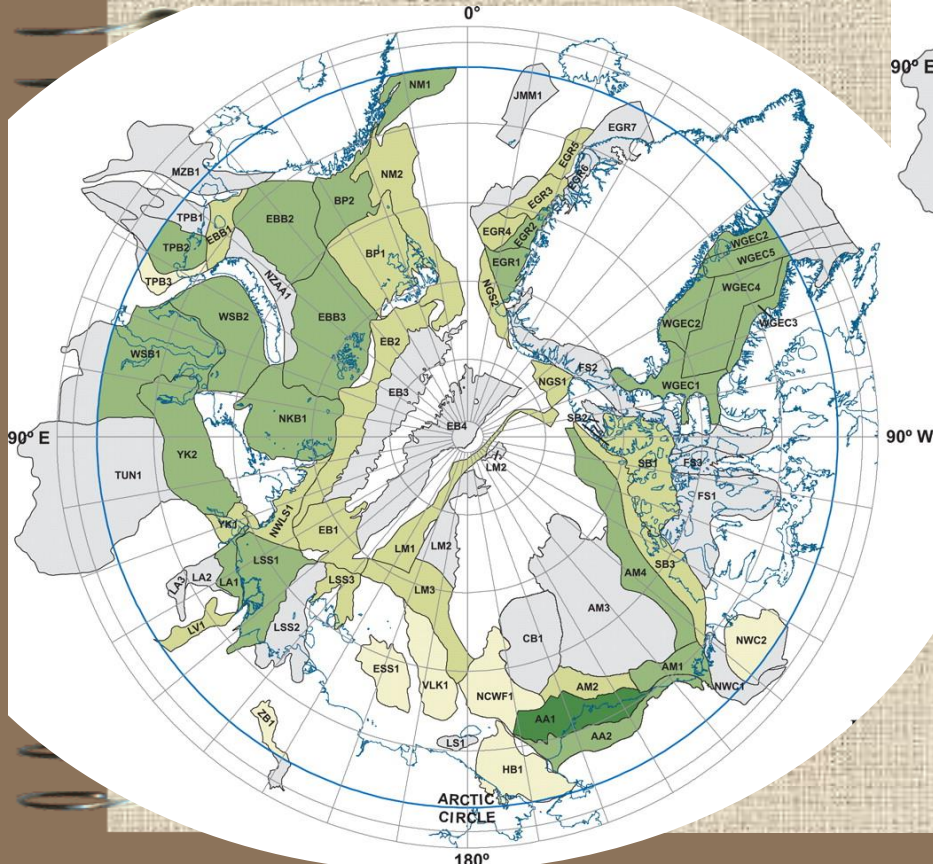 0°
90° E
NM1
JMM1
EGR7
MZB1
EGR5
EGR6
NM2
EGR3
BP2
TPB1
EBB2
EBB1
EGR4
EGR2
TPB2
WGEC2
BP1
WGEC5
EGR1
TPB3
NZAA1
NGS2
WGEC4
WSB2
EBB3
WGEC2
WGEC3
EB2
WSB1
FS2
NGS1
WGEC1
EB3
NKB1
SB2
EB4
90° E
90° W
YK2
SB1
FS3
LM2
TUN1
FS1
YK1
NWLS1
EB1
LM1
LM2
LSS1
SB3
LSS3
AM4
LA3
LA2
LA1
LM3
AM3
LV1
LSS2
CB1
NWC2
ESS1
AM1
VLK1
NCWF1
AM2
NWC1
ZB1
AA1
AA2
LS1
HB1
ARCTIC
CIRCLE
180°